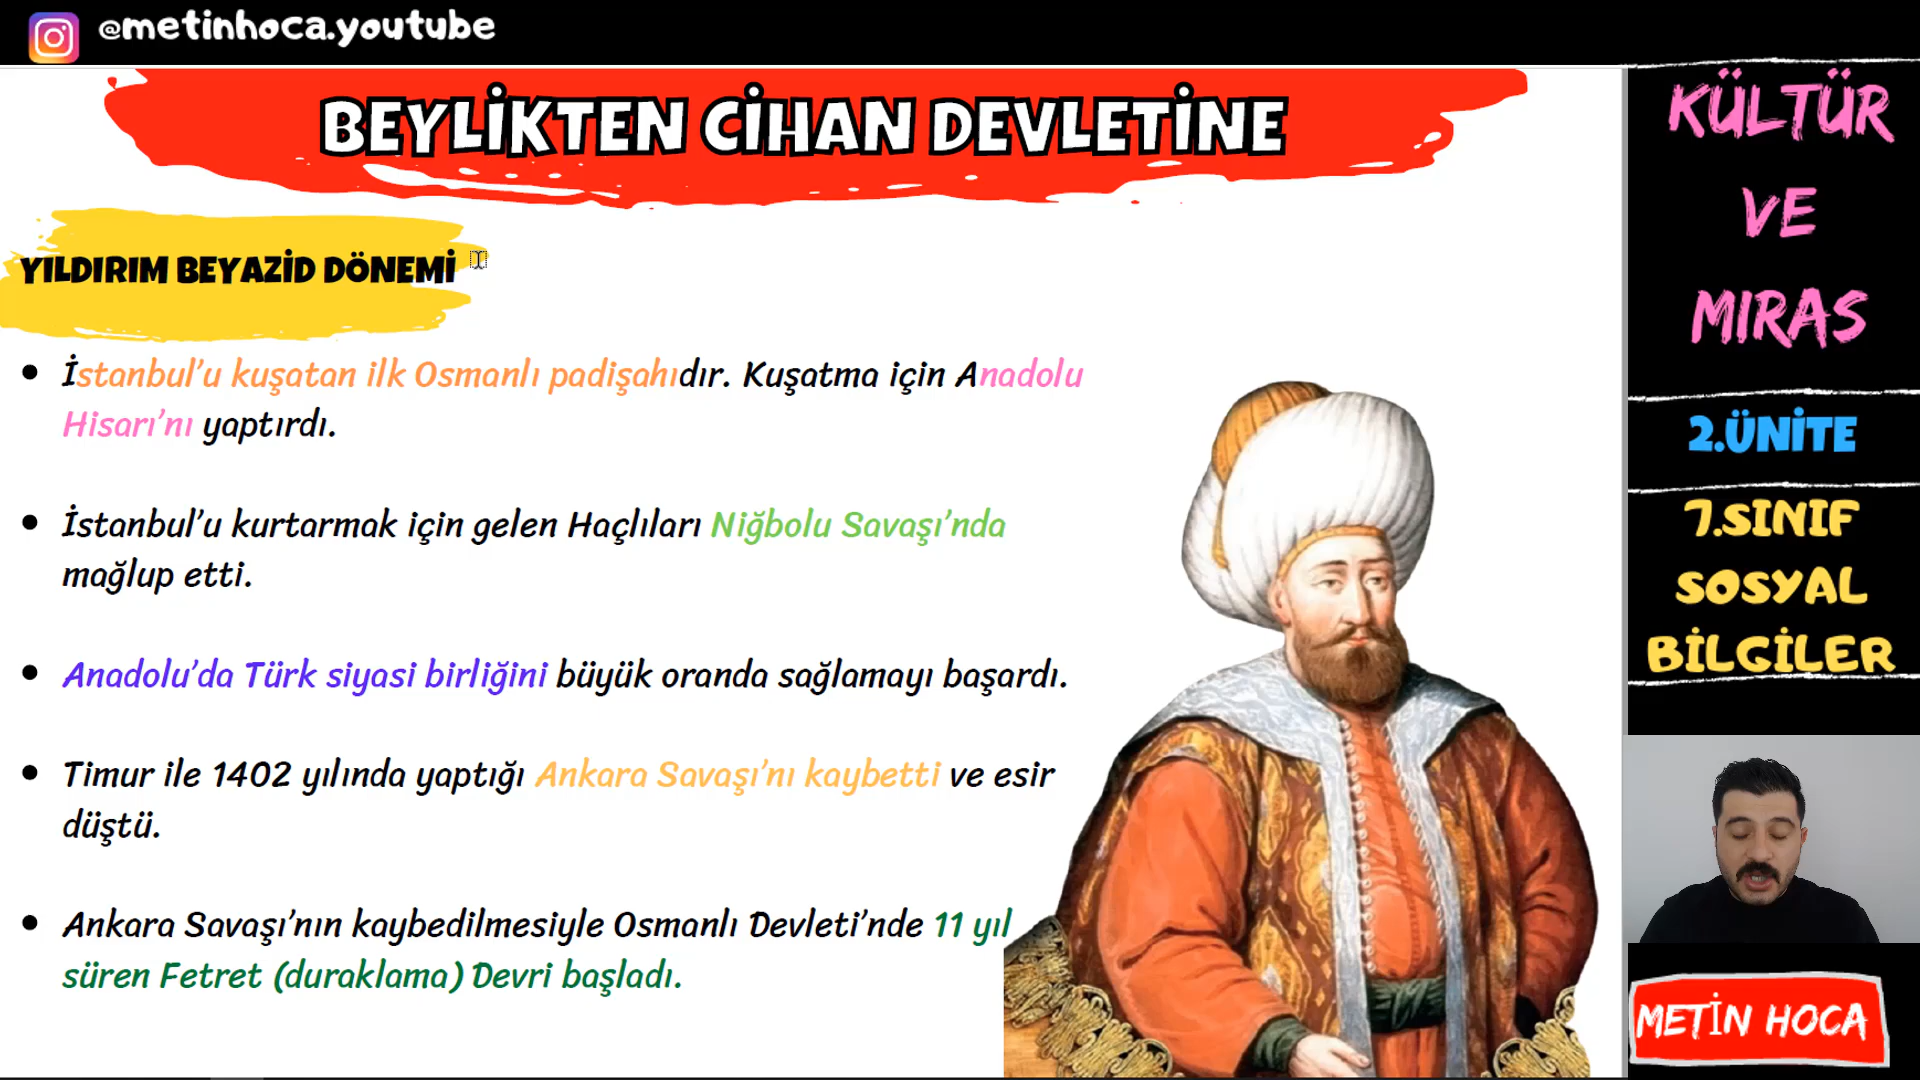 @metinhoca.youtube
BEYLİKTEN CİHAN DEVLETİNE
YILDIRIM BEYAZİD DÖNEMİ
• İstanbul'u kuşatan ilk Osmanlı padişahıdır. Kuşatma için Anadolu
Hisarı'nı yaptırdı.
• İstanbul'u kurtarmak için gelen Haçlıları Niğbolu Savaşı'nda
mağlup etti.
• Anadolu'da Türk siyasi birliğini büyük oranda sağlamayı başardı.
• Timur ile 1402 yılında yaptığı Ankara Savaşı'nı kaybetti ve esir
düştü.
• Ankara Savaşı'nın kaybedilmesiyle Osmanlı Devleti'nde 11 yıl
süren Fetret (duraklama) Devri başladı.
KÜLTÜR
VE
MIRAS
2.ÜNİTE
7.SINIF
SOSYAL
BİLGİLER
METİN HOCA